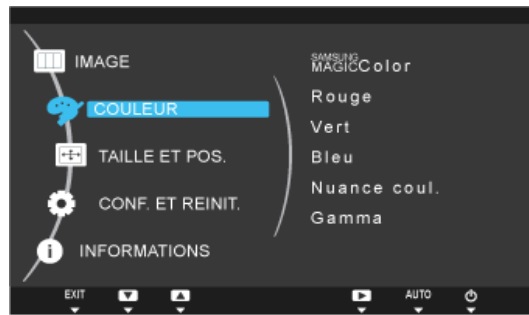 IMAGE
COULEUR
TAILLE ET POS.
CONF. ET REINIT.
INFORMATIONS
SAMSUNG
MAGICColor
Rouge
Vert
Bleu
Nuance coul.
Gamma
EXIT
AUTO